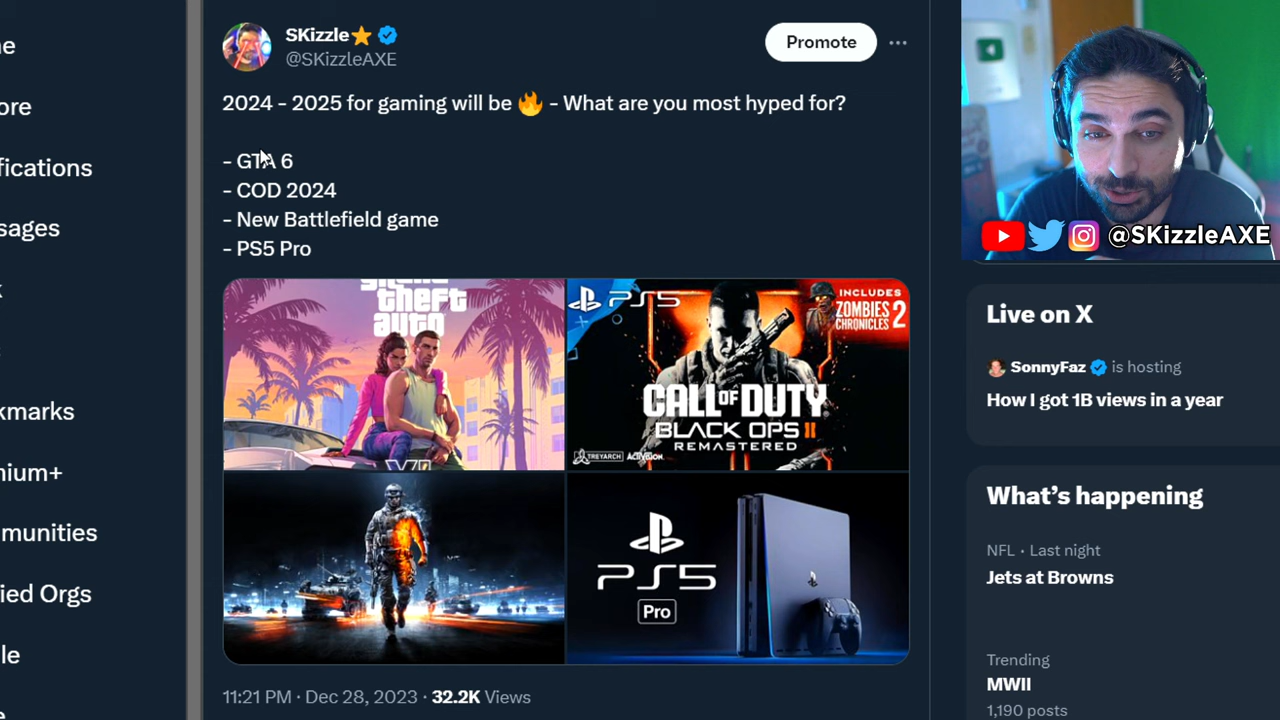 e
ore
fications
sages
k
kmarks
nium+
munities
fied Orgs
le
SKizzle⭐
@SKizzleAXE
Promote
2024 - 2025 for gaming will be 🔥 - What are you most hyped for?
- GTA 6
- COD 2024
- New Battlefield game
- PS5 Pro
theft
auto
VI
PS5
INCLUDES
ZOMBIES
CHRONICLES 2
CALL OF DUTY
BLACK OPS II
REMASTERED
TREYARCH ACTIVISION
PS5
Pro
11:21 PM · Dec 28, 2023 · 32.2K Views
@SKizzleAXE
Live on X
SonnyFaz is hosting
How I got 1B views in a year
What's happening
NFL · Last night
Jets at Browns
Trending
MWII
1,190 posts